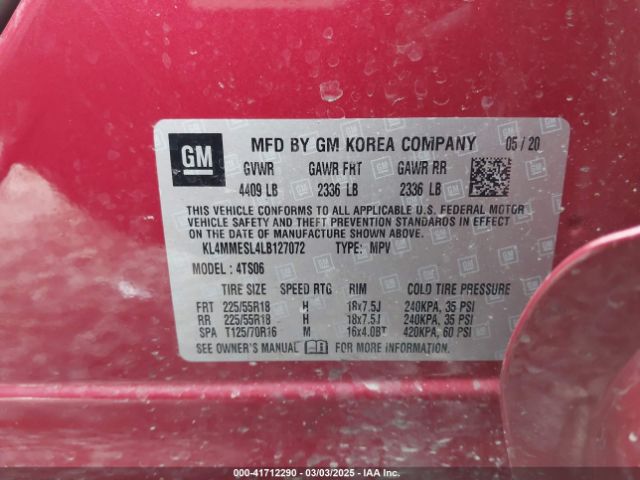 GM
MFD BY GM KOREA COMPANY 05 / 20
GVWR GAWR FRT GAWR RR
4409 LB 2336 LB 2336 LB
THIS VEHICLE CONFORMS TO ALL APPLICABLE U.S. FEDERAL MOTOR
VEHICLE SAFETY AND THEFT PREVENTION STANDARDS IN EFFECT
ON THE DATE OF MANUFACTURE SHOWN ABOVE.
KL4MMESL4LB127072 TYPE: MPV
MODEL : 4TS06
TIRE SIZE SPEED RTG RIM COLD TIRE PRESSURE
FRT 225/55R18 H 18x7.5J 240KPA, 35 PSI
RR 225/55R18 H 18x7.5J 240KPA, 35 PSI
SPA T125/70R16 M 16x4.0BT 420KPA, 60 PSI
SEE OWNER'S MANUAL FOR MORE INFORMATION.
000-41712290 - 03/03/2025 - IAA Inc.